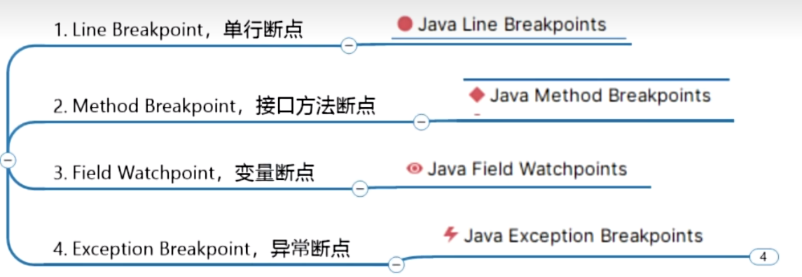 1. Line Breakpoint，单行断点
Java Line Breakpoints
2. Method Breakpoint，接口方法断点
Java Method Breakpoints
3. Field Watchpoint，变量断点
Java Field Watchpoints
4. Exception Breakpoint，异常断点
Java Exception Breakpoints
4